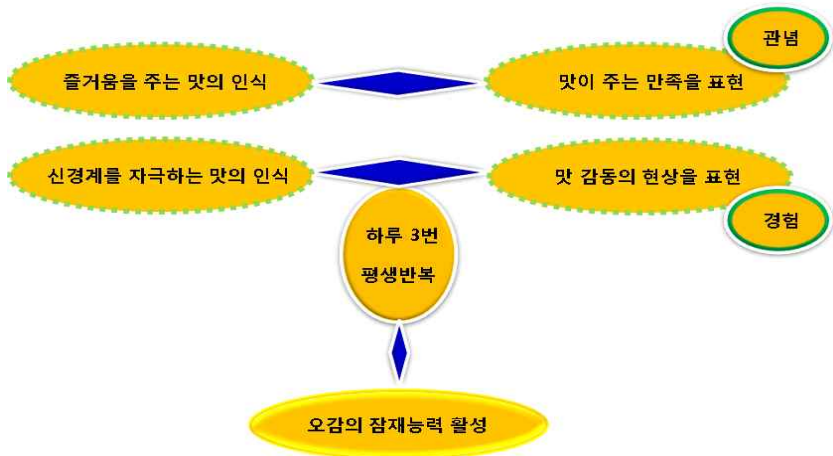 관념
즐거움을 주는 맛의 인식
맛이 주는 만족을 표현
신경계를 자극하는 맛의 인식
맛 감동의 현상을 표현
경험
하루 3번
평생반복
오감의 잠재능력 활성